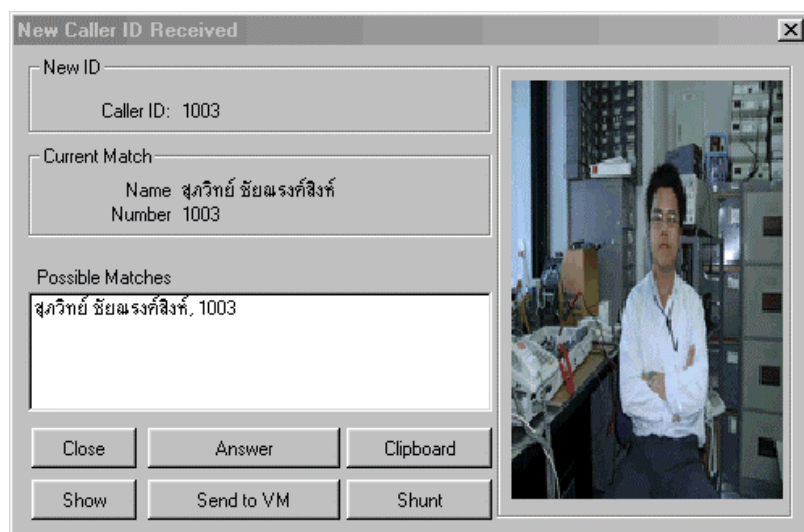 New Caller ID Received
New ID
Caller ID: 1003
Current Match
Name สุภวิทย์ ชัยณรงค์สิงห์
Number 1003
Possible Matches
สุภวิทย์ ชัยณรงค์สิงห์, 1003
Close Answer Clipboard
Show Send to VM Shunt